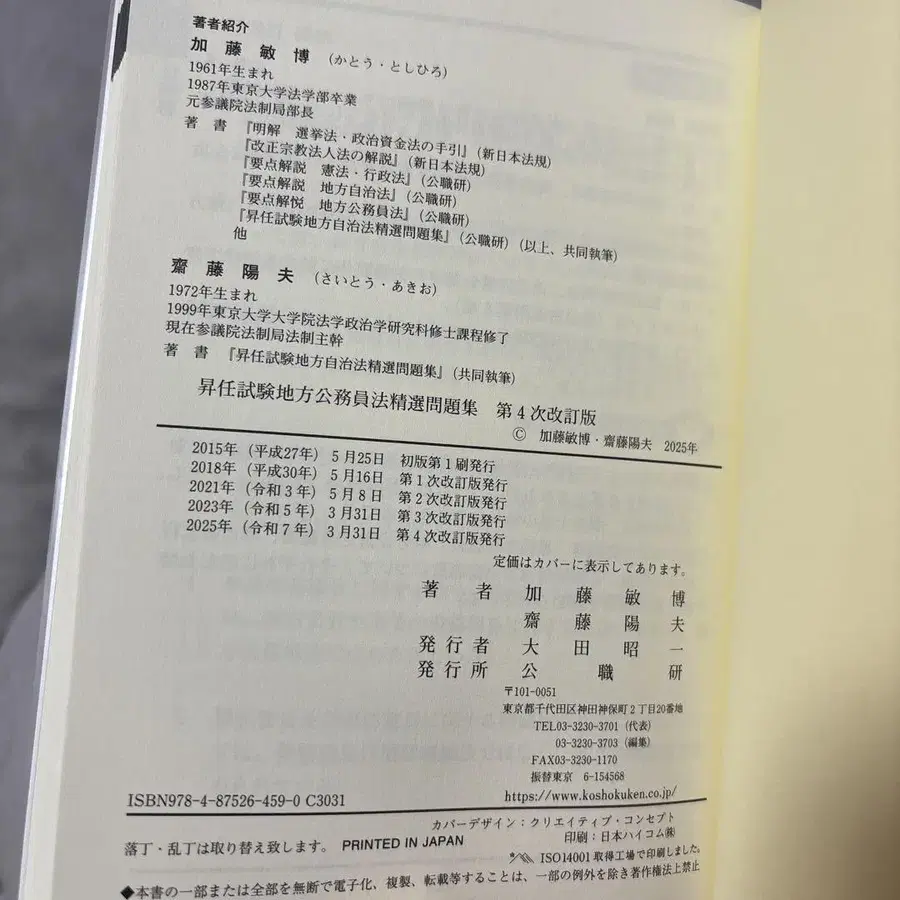 著者紹介
加藤敏博（かとう・としひろ）
1961年生まれ
1987年東京大学法学部卒業
元参議院法制局部長
著　書　『明解　選挙法・政治資金法の手引』（新日本法規）
『改正宗教法人法の解説』（新日本法規）
『要点解説　憲法・行政法』（公職研）
『要点解説　地方自治法』（公職研）
『要点解説　地方公務員法』（公職研）
『昇任試験地方自治法精選問題集』（公職研）（以上、共同執筆）
他
齋藤陽夫（さいとう・あきお）
1972年生まれ
1999年東京大学大学院法学政治学研究科修士課程修了
現在参議院法制局法制主幹
著　書　『昇任試験地方自治法精選問題集』（共同執筆）
昇任試験地方公務員法精選問題集　第４次改訂版
Ⓒ　加藤敏博・齋藤陽夫　2025年
2015年（平成27年）５月25日　初版第１刷発行
2018年（平成30年）５月16日　第１次改訂版発行
2021年（令和３年）５月８日　第２次改訂版発行
2023年（令和５年）３月31日　第３次改訂版発行
2025年（令和７年）３月31日　第４次改訂版発行
定価はカバーに表示してあります。
著者　加藤敏博
齋藤陽夫
発行者　大田昭一
発行所　公職研
〒101-0051
東京都千代田区神田神保町２丁目20番地
TEL03-3230-3701（代表）
03-3230-3703（編集）
FAX03-3230-1170
振替東京　6-154568
ISBN978-4-87526-459-0 C3031
https://www.koshokuken.co.jp/
カバーデザイン：クリエイティブ・コンセプト
落丁・乱丁は取り替え致します。 PRINTED IN JAPAN
印刷：日本ハイコム㈱
ISO14001 取得工場で印刷しました。
◆本書の一部または全部を無断で電子化、複製、転載等することは、一部の例外を除き著作権法上禁止